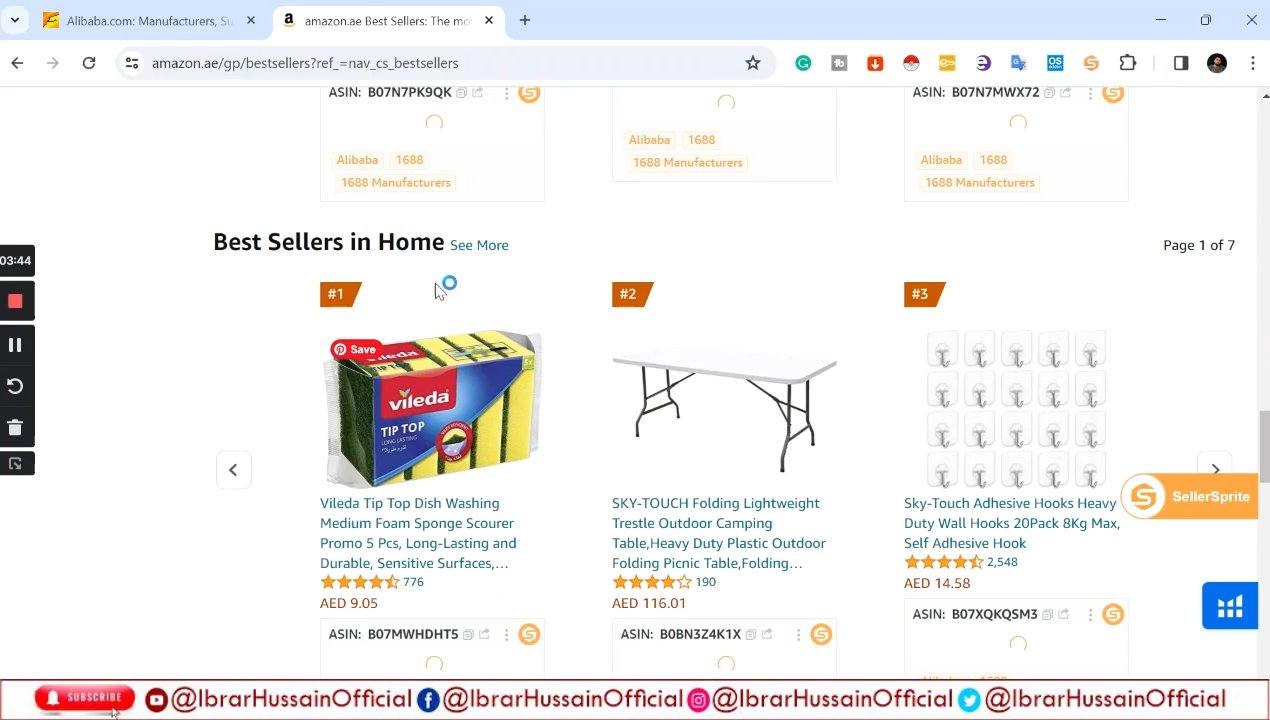 Alibaba.com: Manufacturers, Su
amazon.ae Best Sellers: The mo
amazon.ae/gp/bestsellers?ref_=nav_cs_bestsellers
ASIN: B07N7PK9QK
ASIN: B07N7MWX72
Alibaba 1688
1688 Manufacturers
Alibaba 1688
1688 Manufacturers
Alibaba 1688
1688 Manufacturers
Best Sellers in Home See More
Page 1 of 7
03:44
#1
#2
#3
Save
vileda
TIP TOP
LONG LASTING
Vileda Tip Top Dish Washing
Medium Foam Sponge Scourer
Promo 5 Pcs, Long-Lasting and
Durable, Sensitive Surfaces,...
776
AED 9.05
ASIN: B07MWHDHT5
SKY-TOUCH Folding Lightweight
Trestle Outdoor Camping
Table,Heavy Duty Plastic Outdoor
Folding Picnic Table,Folding...
190
AED 116.01
ASIN: B0BN3Z4K1X
Sky-Touch Adhesive Hooks Heavy
Duty Wall Hooks 20Pack 8Kg Max,
Self Adhesive Hook
2,548
AED 14.58
ASIN: B07XQKQSM3
SellerSprite
SUBSCRIBE
@IbrarHussainOfficial @IbrarHussainOfficial @IbrarHussainOfficial @IbrarHussainOfficial